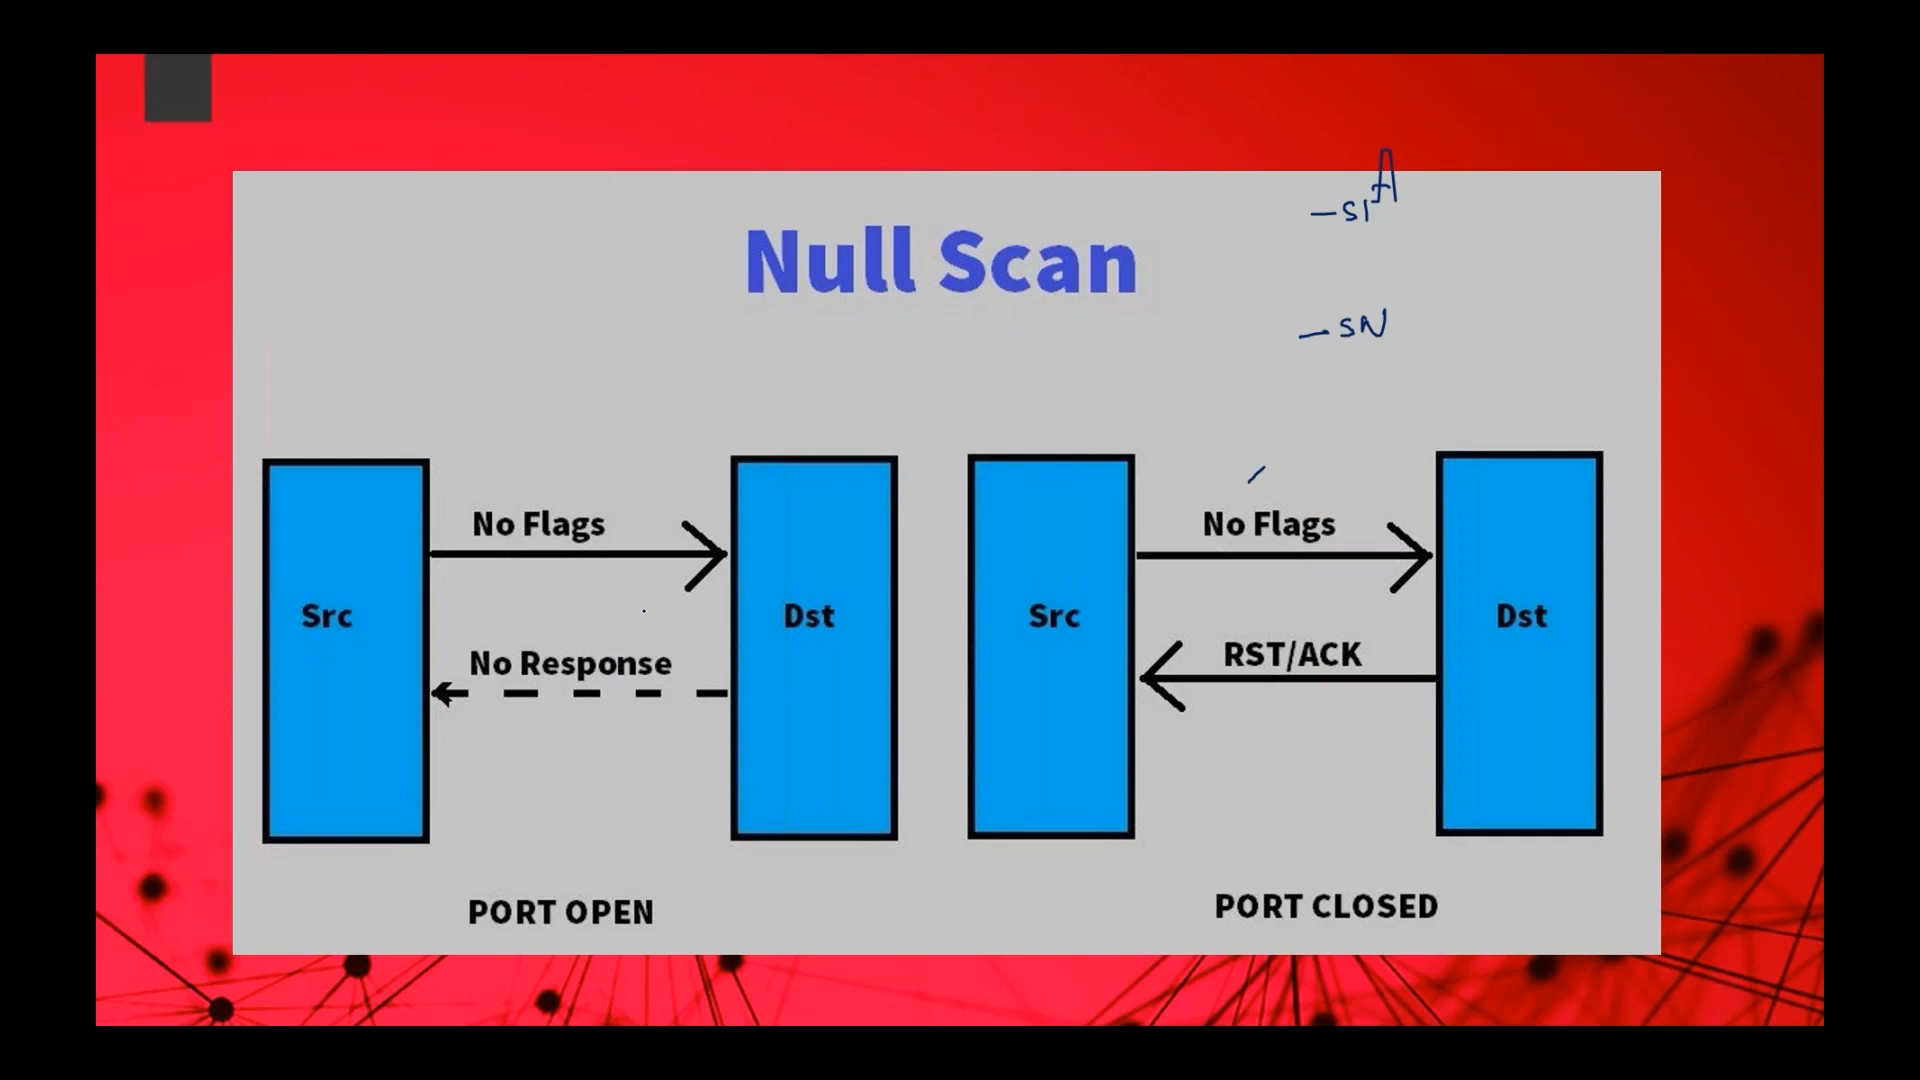 Null Scan
-SN
No Flags
No Flags
Src
Dst
Src
Dst
No Response
RST/ACK
PORT OPEN
PORT CLOSED